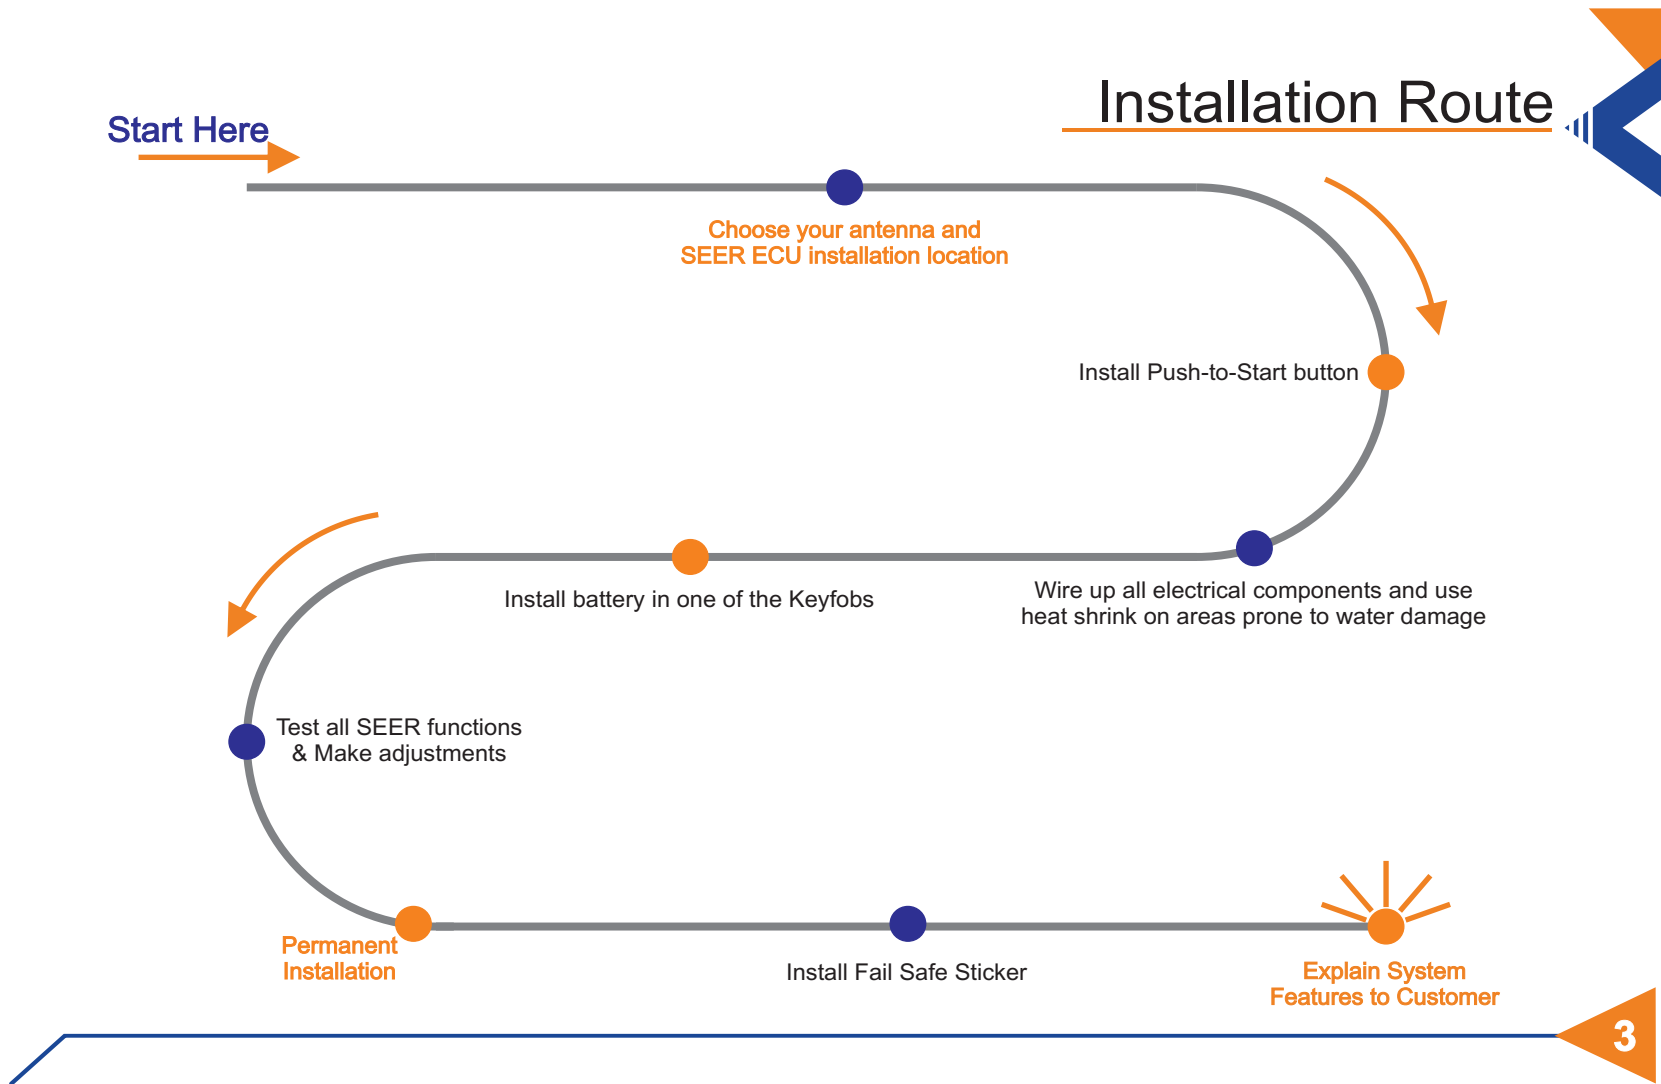 Installation Route
Start Here
Choose your antenna and
SEER ECU installation location
Install Push-to-Start button
Wire up all electrical components and use
heat shrink on areas prone to water damage
Install battery in one of the Keyfobs
Test all SEER functions
& Make adjustments
Permanent
Installation
Install Fail Safe Sticker
Explain System
Features to Customer
3